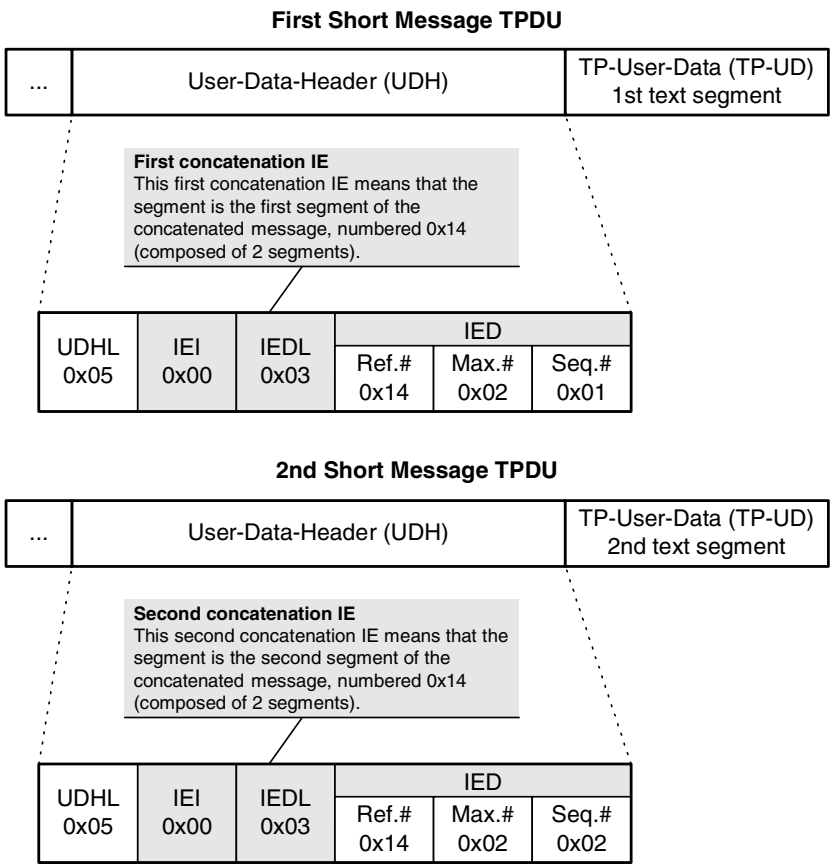 First Short Message TPDU
... User-Data-Header (UDH) TP-User-Data (TP-UD)
1st text segment
First concatenation IE
This first concatenation IE means that the
segment is the first segment of the
concatenated message, numbered 0x14
(composed of 2 segments).
UDHL IEI IEDL IED
0x05 0x00 0x03
Ref.# Max.# Seq.#
0x14 0x02 0x01
2nd Short Message TPDU
... User-Data-Header (UDH) TP-User-Data (TP-UD)
2nd text segment
Second concatenation IE
This second concatenation IE means that the
segment is the second segment of the
concatenated message, numbered 0x14
(composed of 2 segments).
UDHL IEI IEDL IED
0x05 0x00 0x03
Ref.# Max.# Seq.#
0x14 0x02 0x02